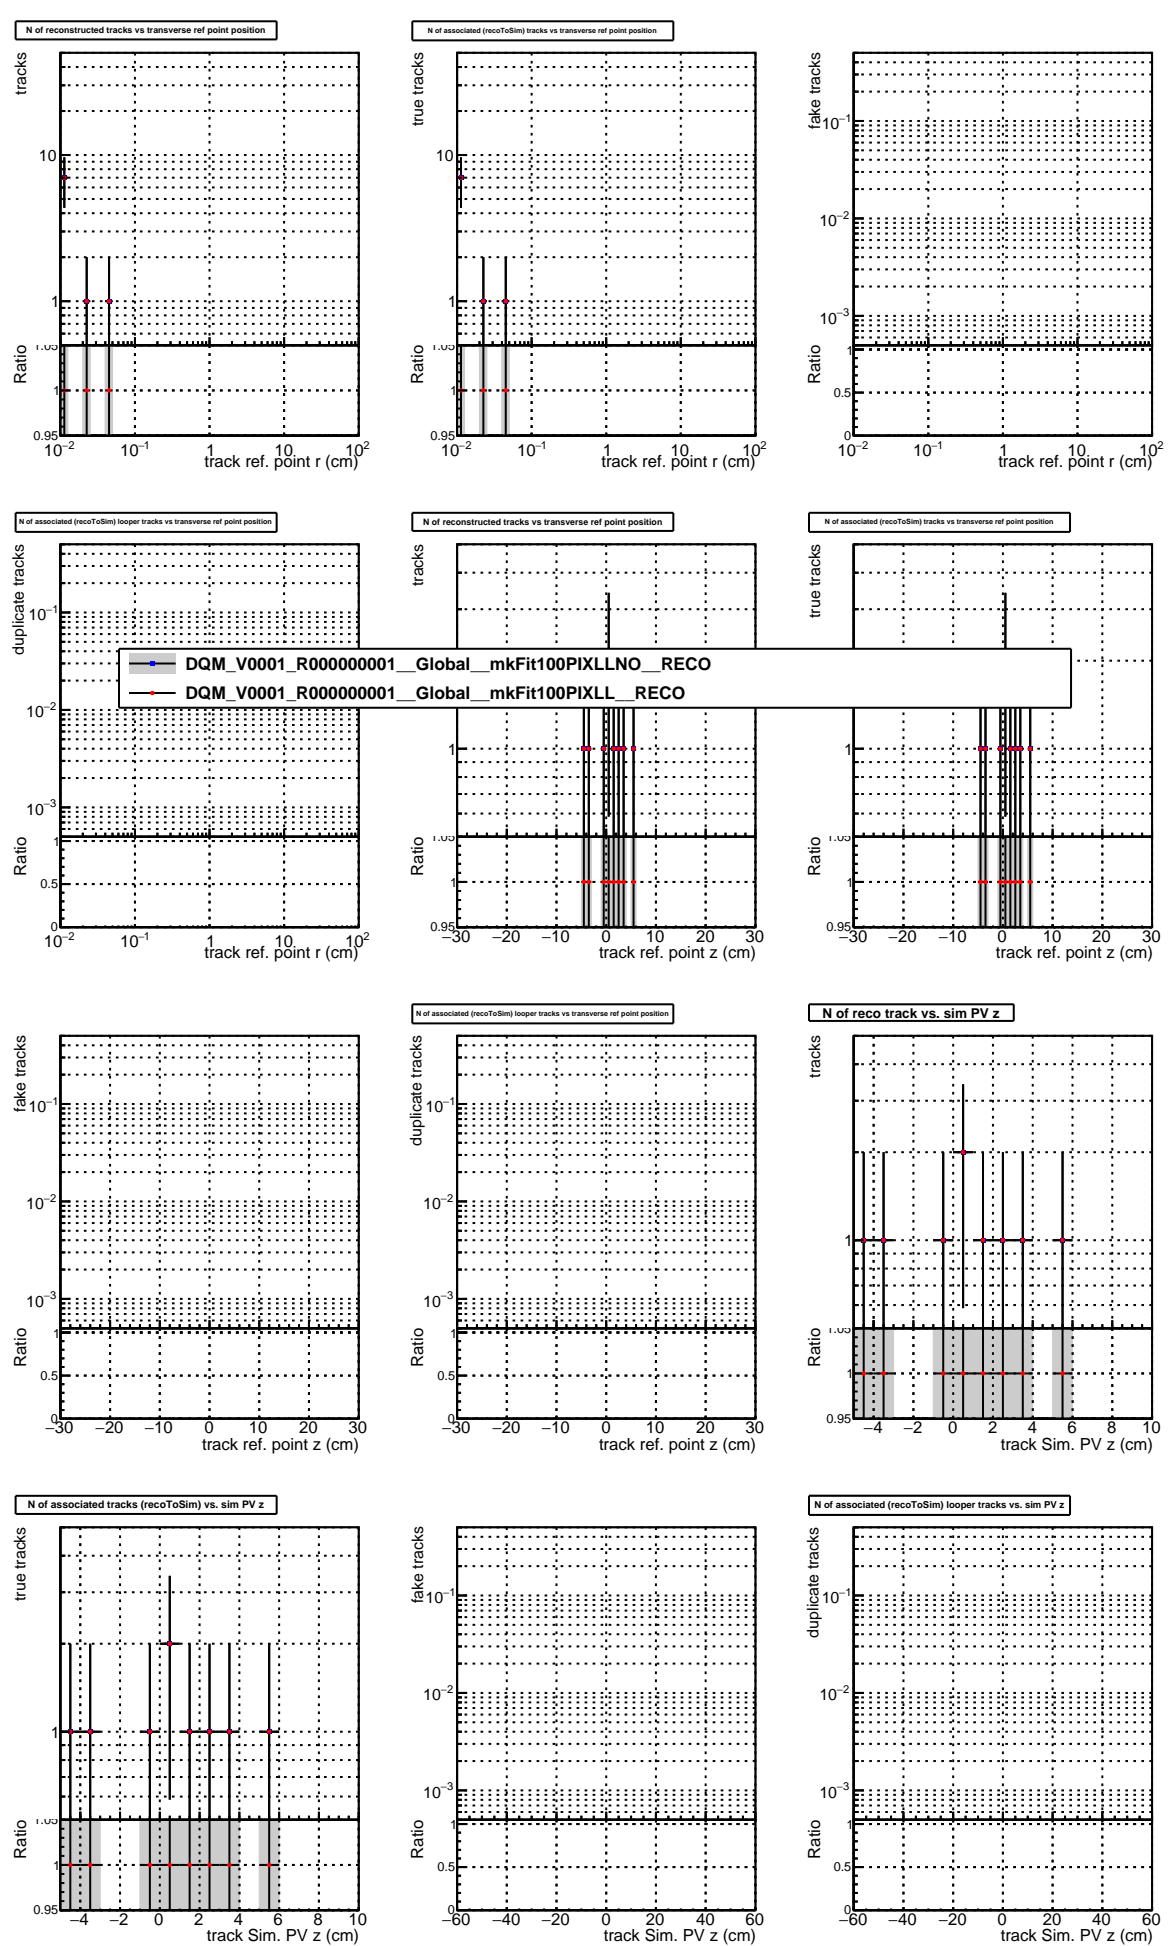 N of reconstructed tracks vs transverse ref point position
tracks
10
1
1.05
Ratio
1
0.95
10−2 10−1 1 10 102
track ref. point r (cm)
N of associated (recoToSim) tracks vs transverse ref point position
true tracks
10
1
1.05
Ratio
1
0.95
10−2 10−1 1 10 102
track ref. point r (cm)
fake tracks
10−1
10−2
10−3
Ratio
1
0.5
0
10−2 10−1 1 10 102
track ref. point r (cm)
N of associated (recoToSim) looper tracks vs transverse ref point position
duplicate tracks
10−1
10−2
10−3
Ratio
1
0.5
0
10−2 10−1 1 10 102
track ref. point r (cm)
N of reconstructed tracks vs transverse ref point position
tracks
1
1.05
Ratio
1
0.95
−30 −20 −10 0 10 20 30
track ref. point z (cm)
N of associated (recoToSim) tracks vs transverse ref point position
true tracks
1
1.05
Ratio
1
0.95
−30 −20 −10 0 10 20 30
track ref. point z (cm)
DQM_V0001_R000000001__Global__mkFit100PIXLLNO__RECO
DQM_V0001_R000000001__Global__mkFit100PIXLL__RECO
fake tracks
10−1
10−2
10−3
Ratio
1
0.5
0
−30 −20 −10 0 10 20 30
track ref. point z (cm)
N of associated (recoToSim) looper tracks vs transverse ref point position
duplicate tracks
10−1
10−2
10−3
Ratio
1
0.5
0
−30 −20 −10 0 10 20 30
track ref. point z (cm)
N of reco track vs. sim PV z
tracks
1
1.05
Ratio
1
0.95
−4 −2 0 2 4 6 8 10
track Sim. PV z (cm)
N of associated tracks (recoToSim) vs. sim PV z
true tracks
1
1.05
Ratio
1
0.95
−4 −2 0 2 4 6 8 10
track Sim. PV z (cm)
fake tracks
10−1
10−2
10−3
Ratio
1
0.5
0
−60 −40 −20 0 20 40 60
track Sim. PV z (cm)
N of associated (recoToSim) looper tracks vs. sim PV z
duplicate tracks
10−1
10−2
10−3
Ratio
1
0.5
0
−60 −40 −20 0 20 40 60
track Sim. PV z (cm)